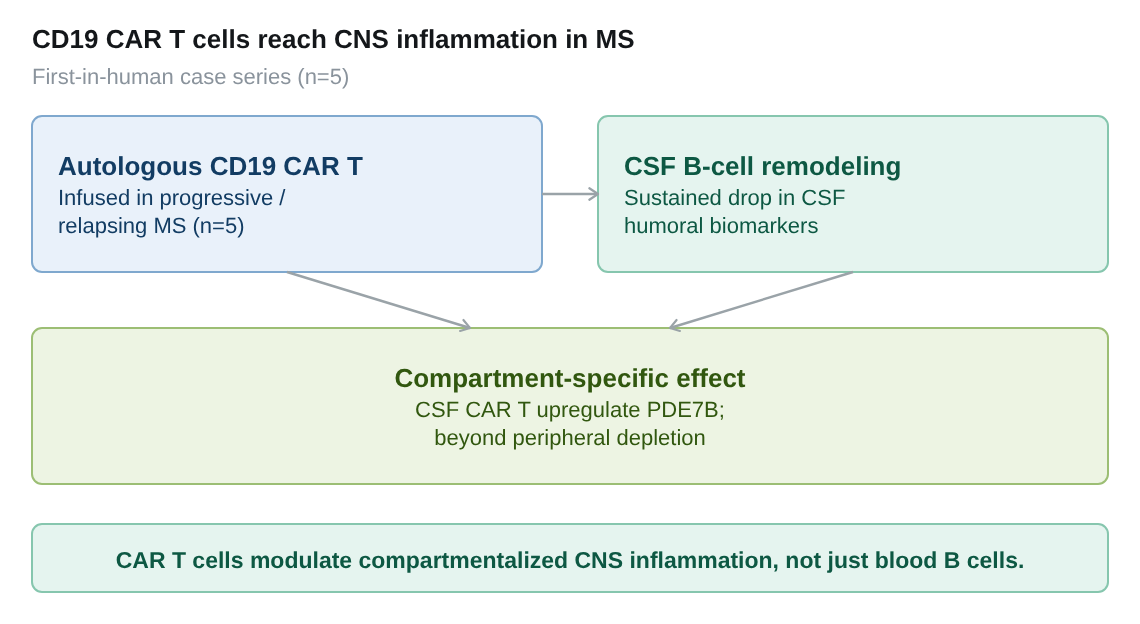 CD19 CAR T cells reach CNS inflammation in MS
First-in-human case series (n=5)
Autologous CD19 CAR T
Infused in progressive /
relapsing MS (n=5)
CSF B-cell remodeling
Sustained drop in CSF
humoral biomarkers
Compartment-specific effect
CSF CAR T upregulate PDE7B;
beyond peripheral depletion
CAR T cells modulate compartmentalized CNS inflammation, not just blood B cells.